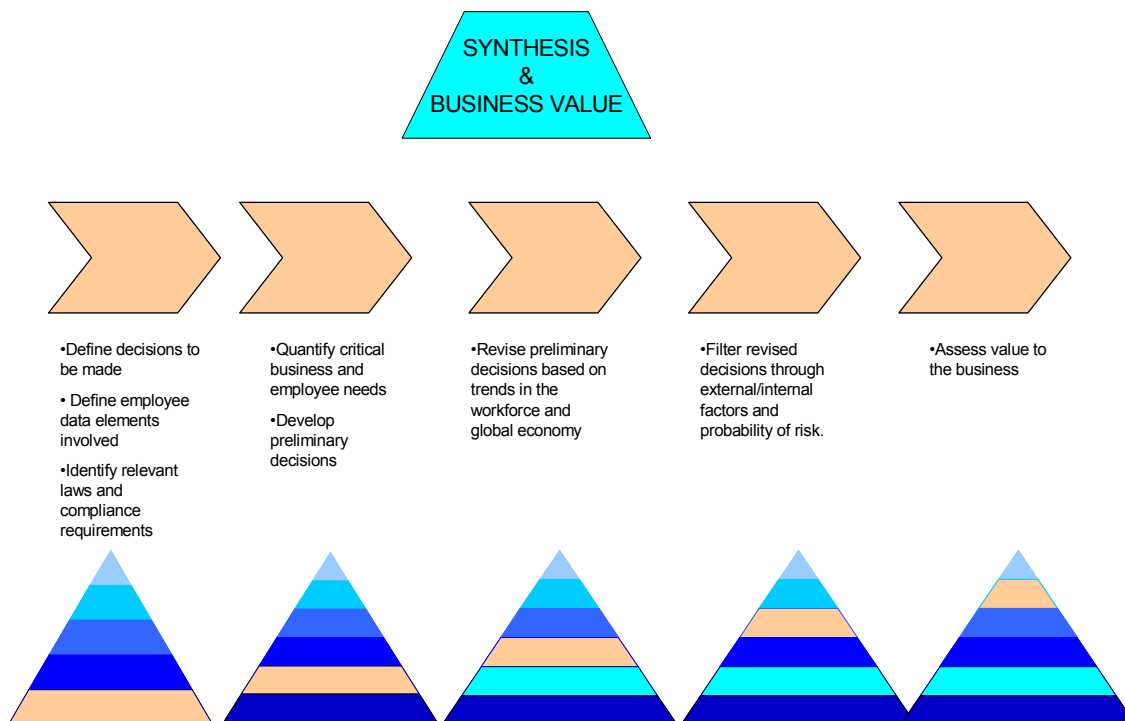 SYNTHESIS
&
BUSINESS VALUE
•Define decisions to
be made
• Define employee
data elements
involved
•Identify relevant
laws and
compliance
requirements
•Quantify critical
business and
employee needs
•Develop
preliminary
decisions
•Revise preliminary
decisions based on
trends in the
workforce and
global economy
•Filter revised
decisions through
external/internal
factors and
probability of risk.
•Assess value to
the business